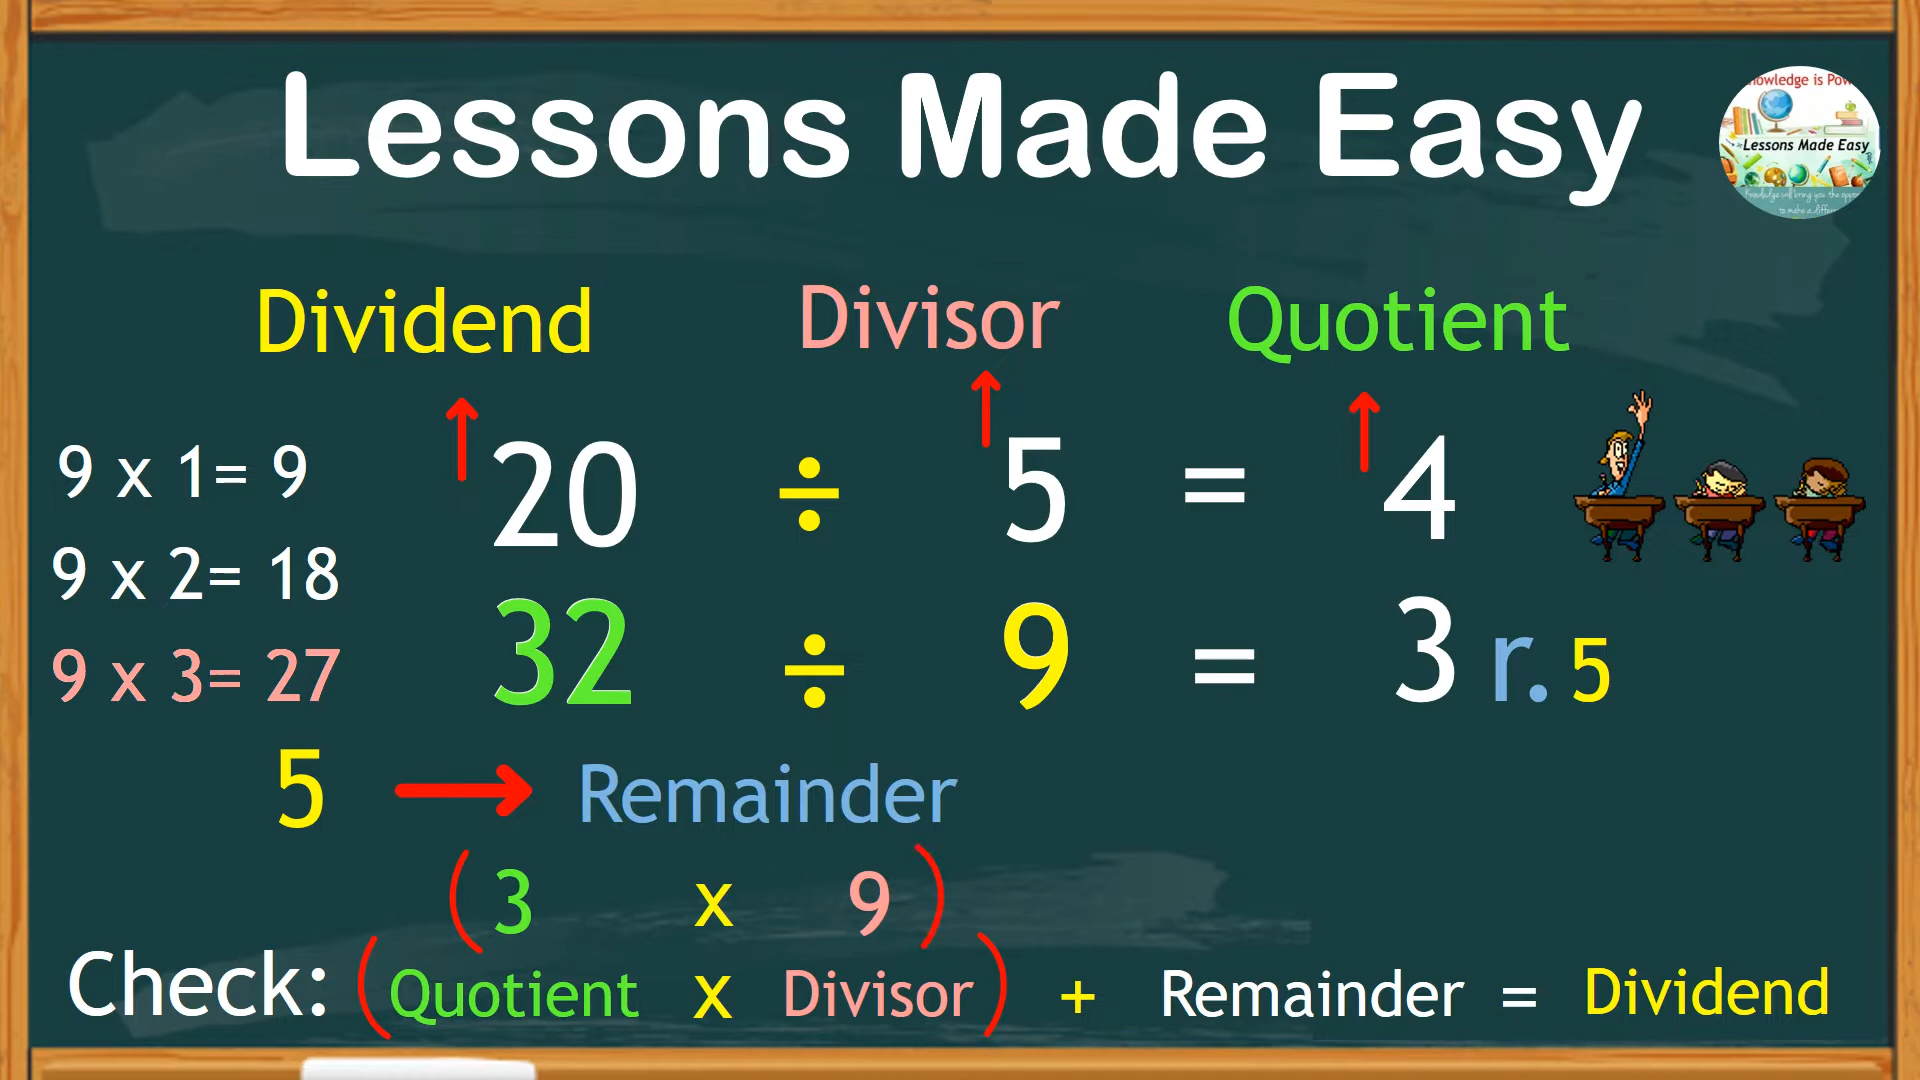 Lessons Made Easy
Lessons Made Easy
Dividend Divisor Quotient
9 x 1= 9
20 ÷ 5 = 4
9 x 2= 18
32 ÷ 9 = 3 r. 5
9 x 3= 27
5 → Remainder
(3 x 9)
Check: (Quotient x Divisor) + Remainder = Dividend